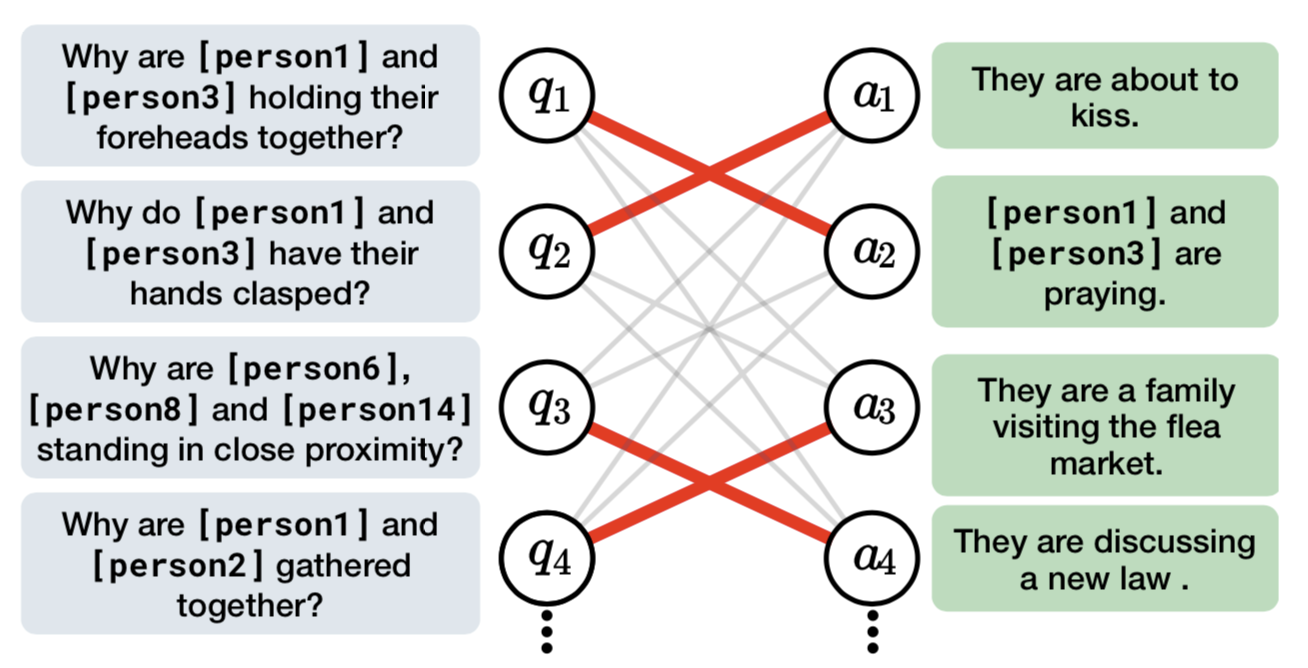 Why are [person1] and
[person3] holding their
foreheads together?
q1
a1
They are about to
kiss.
Why do [person1] and
[person3] have their
hands clasped?
q2
a2
[person1] and
[person3] are
praying.
Why are [person6],
[person8] and [person14]
standing in close proximity?
q3
a3
They are a family
visiting the flea
market.
Why are [person1] and
[person2] gathered
together?
q4
a4
They are discussing
a new law .